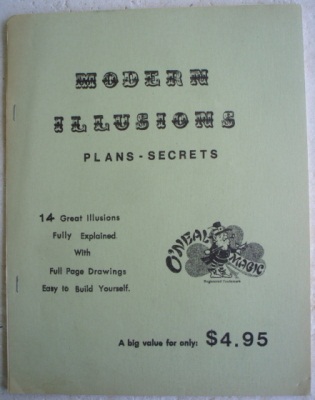 MODERN
ILLUSIONS
PLANS - SECRETS
14 Great Illusions
Fully Explained
With
Full Page Drawings
Easy to Build Yourself.
O'NEAL
MAGIC
A big value for only: $4.95